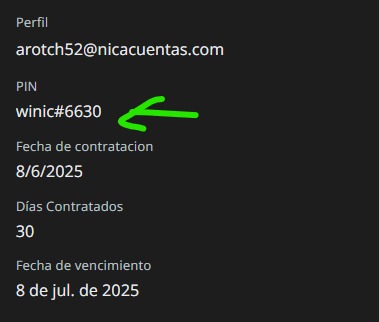 Perfil
arotch52@nicacuentas.com
PIN
winic#6630
Fecha de contratacion
8/6/2025
Días Contratados
30
Fecha de vencimiento
8 de jul. de 2025